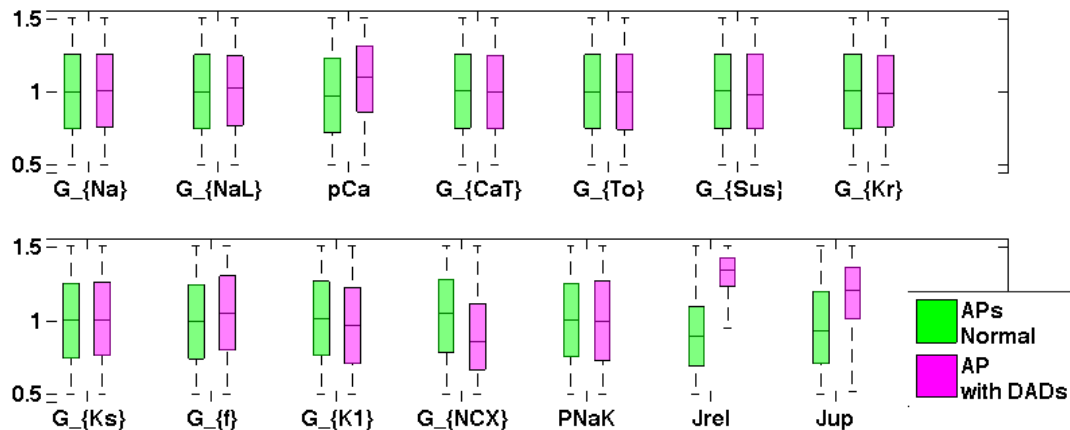 1.5
1
0.5
G_{Na} G_{NaL} pCa G_{CaT} G_{To} G_{Sus} G_{Kr}
1.5
1
0.5
G_{Ks} G_{f} G_{K1} G_{NCX} PNaK Jrel Jup
APs
Normal
AP
with DADs